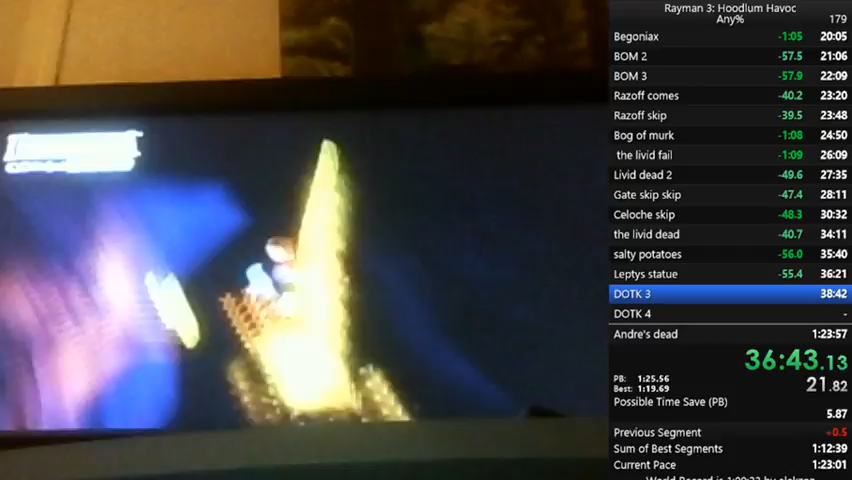 Rayman 3: Hoodlum Havoc
Any% 179
Begoniax -1:05 20:05
BOM 2 -57.5 21:06
BOM 3 -57.9 22:09
Razoff comes -40.2 23:20
Razoff skip -39.5 23:48
Bog of murk -1:08 24:50
the livid fail -1:09 26:09
Livid dead 2 -49.6 27:35
Gate skip skip -47.4 28:11
Celoche skip -48.3 30:32
the livid dead -40.7 34:11
salty potatoes -56.0 35:40
Leptys statue -55.4 36:21
DOTK 3 38:42
DOTK 4 -
Andre's dead 1:23:57
36:43.13
PB: 1:25.56
Best: 1:19.69
21.82
Possible Time Save (PB)
5.87
Previous Segment +0.5
Sum of Best Segments 1:12:39
Current Pace 1:23:01
World Record is